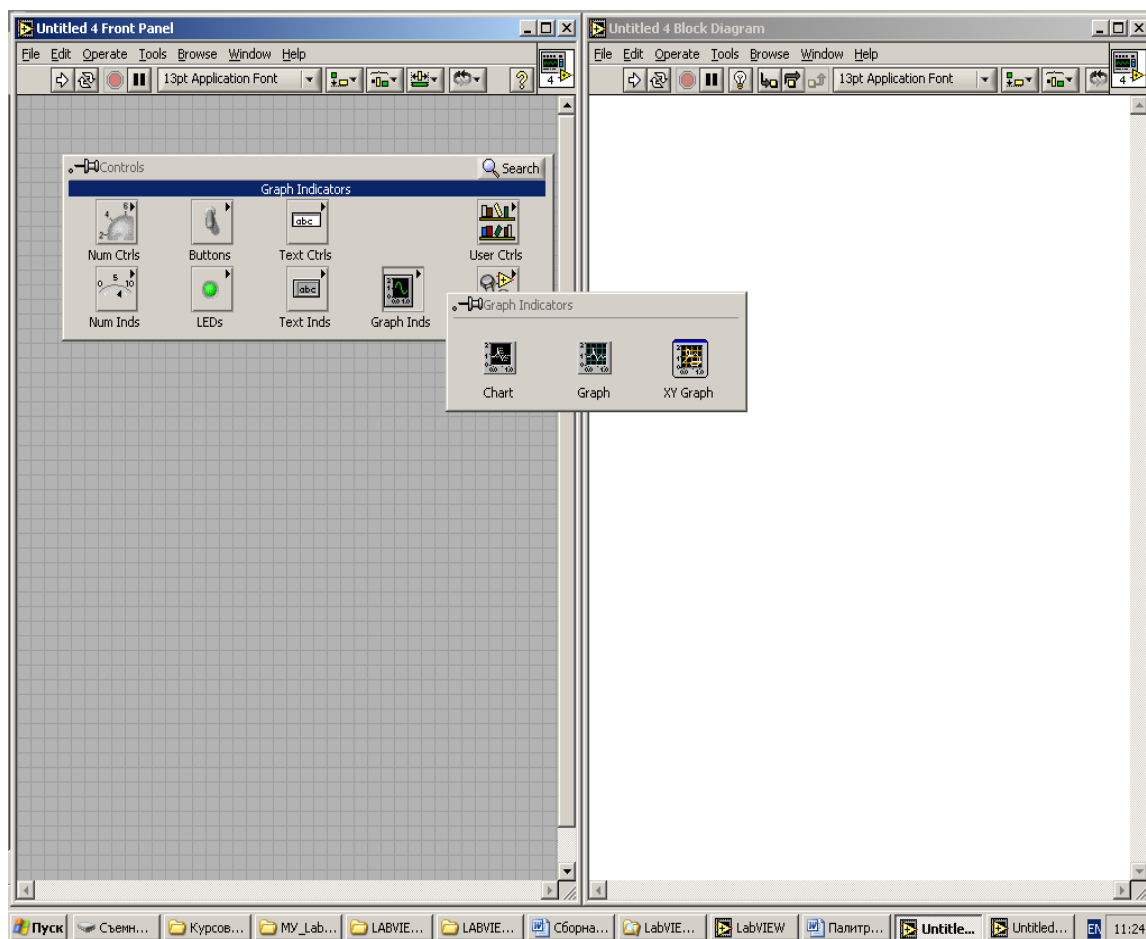 Untitled 4 Front Panel
File Edit Operate Tools Browse Window Help
13pt Application Font
4
Controls
Search
Graph Indicators
Num Ctrls Buttons Text Ctrls User Ctrls
Num Inds LEDs Text Inds Graph Inds
Graph Indicators
Chart Graph XY Graph
Untitled 4 Block Diagram
File Edit Operate Tools Browse Window Help
13pt Application Font
4
Пуск Съемн... Курсов... МУ_Lab... LABVIE... LABVIE... Сборна... LabVIE... LabVIEW Палитр... Untitle... Untitled... EN